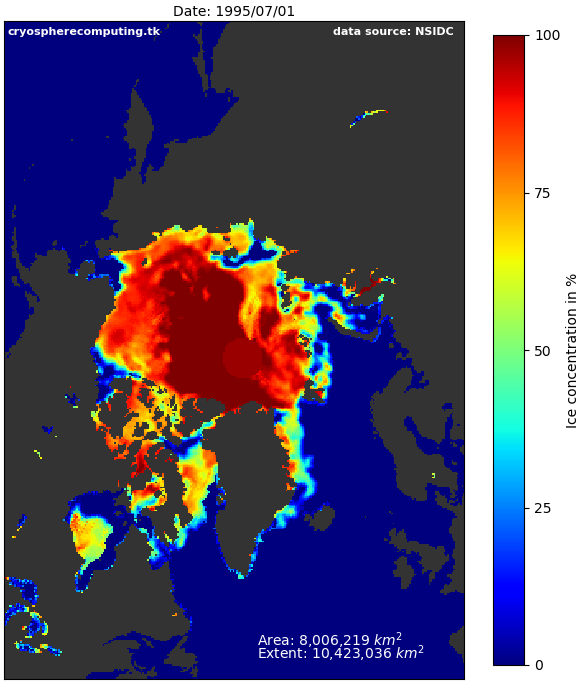 Date: 1995/07/01
cryospherecomputing.tk data source: NSIDC
100
75
50
25
0
Ice concentration in %
Area: 8,006,219 km²
Extent: 10,423,036 km²